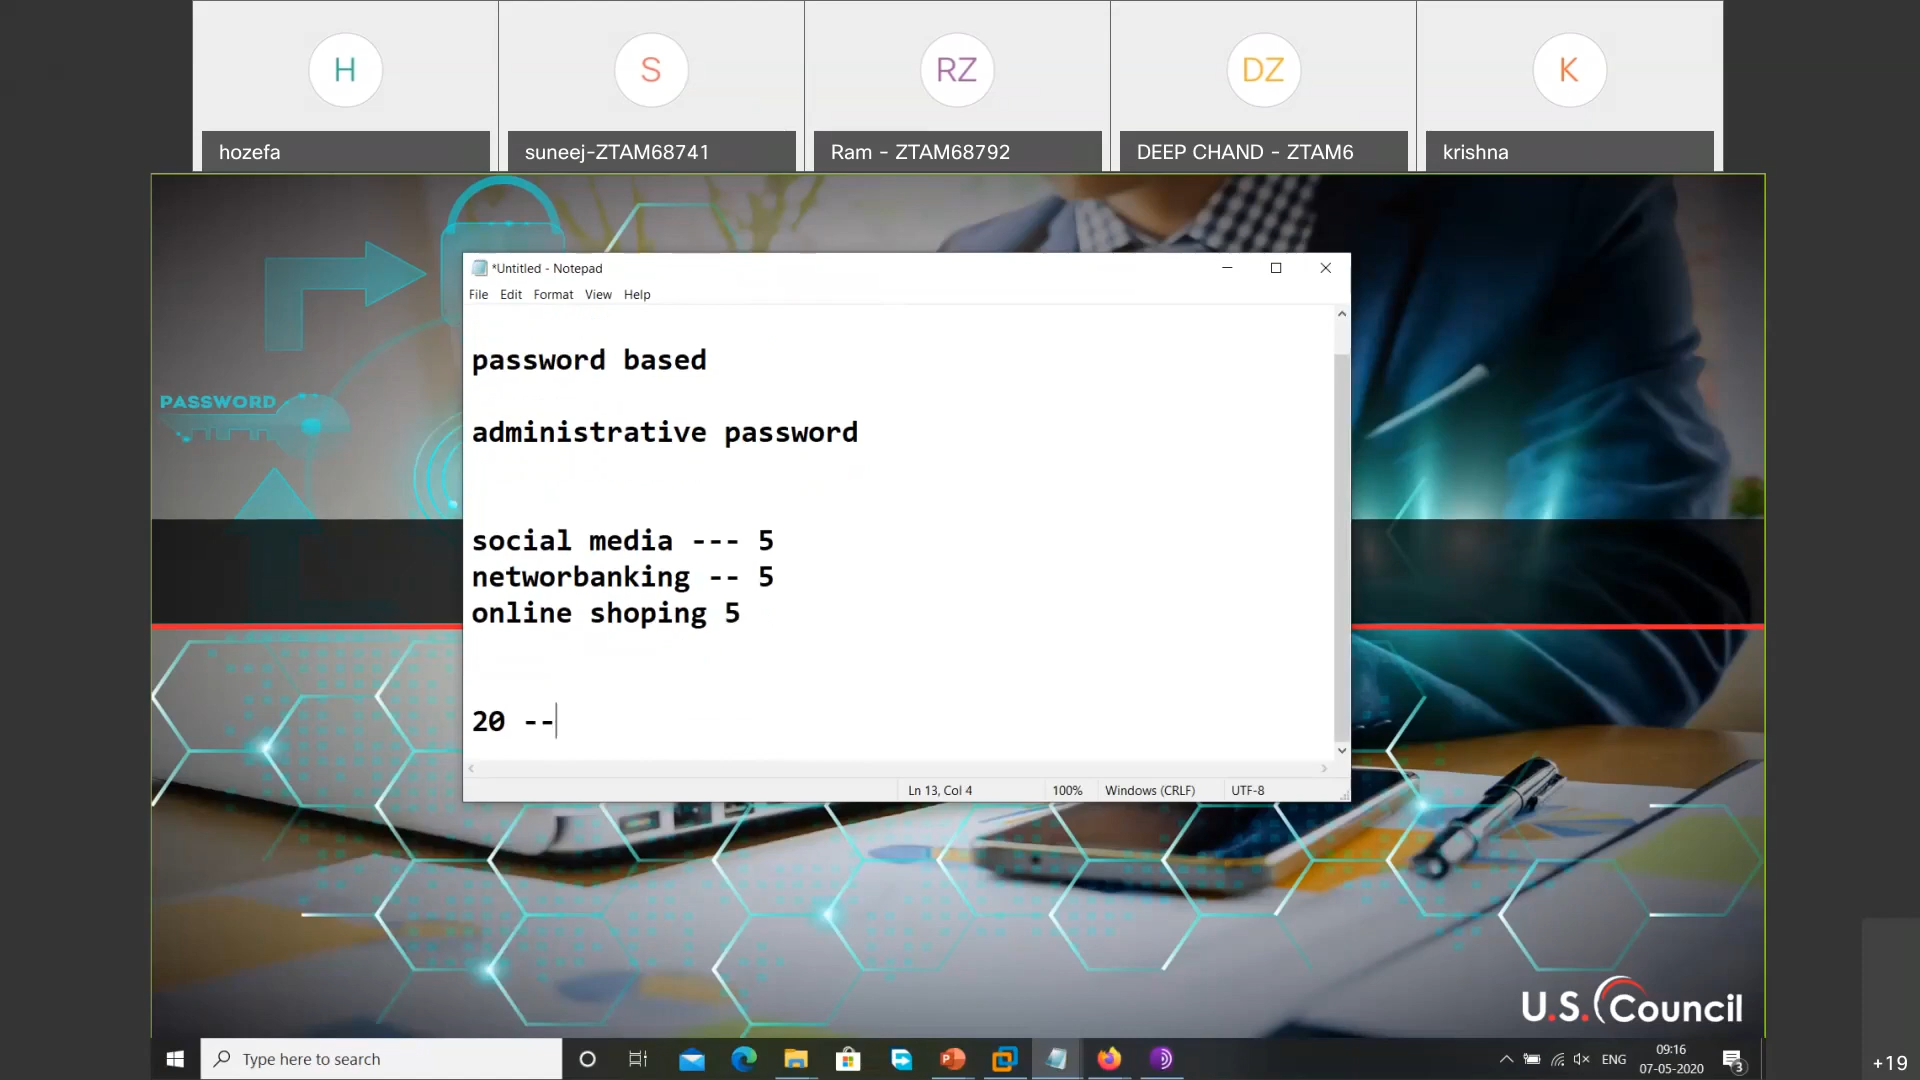 H
S
RZ
DZ
K
hozefa
suneej-ZTAM68741
Ram - ZTAM68792
DEEP CHAND - ZTAM6
krishna
PASSWORD
*Untitled - Notepad
File Edit Format View Help
password based
administrative password
social media --- 5
networbanking -- 5
online shoping 5
20 --
Ln 13, Col 4
100%
Windows (CRLF)
UTF-8
U.S. Council
Type here to search
ENG
09:16
07-05-2020
3
+19